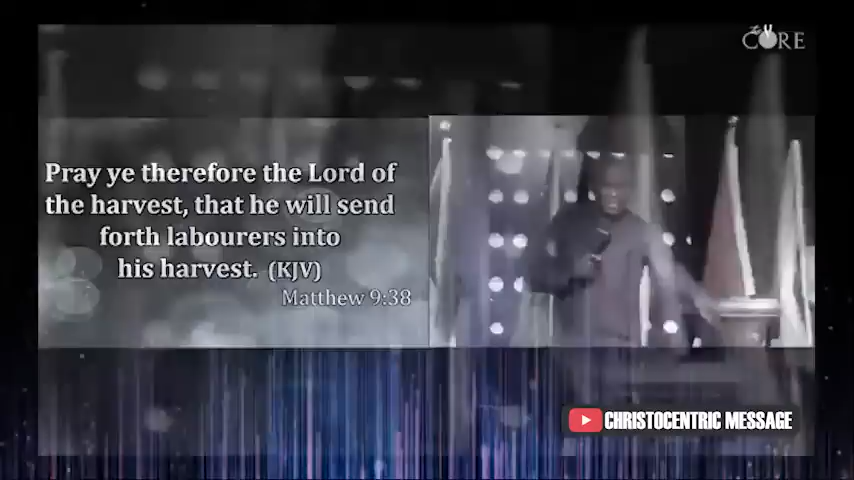 CORE
Pray ye therefore the Lord of
the harvest, that he will send
forth labourers into
his harvest. (KJV)
Matthew 9:38
CHRISTOCENTRIC MESSAGE